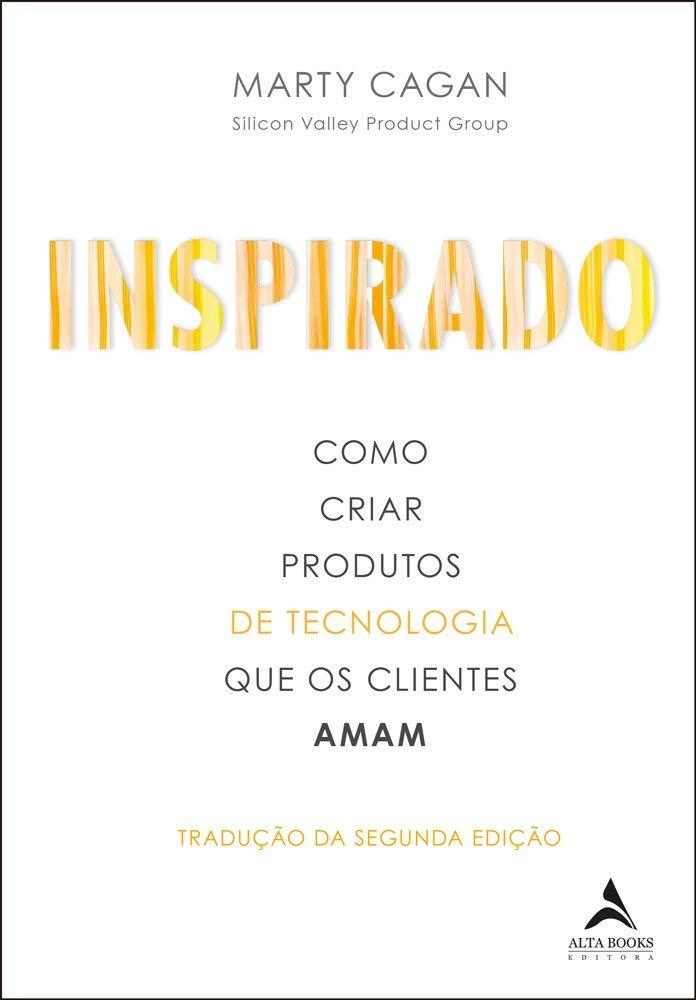 MARTY CAGAN
Silicon Valley Product Group
INSPIRADO
COMO
CRIAR
PRODUTOS
DE TECNOLOGIA
QUE OS CLIENTES
AMAM
TRADUÇÃO DA SEGUNDA EDIÇÃO
ALTA BOOKS
EDITORA